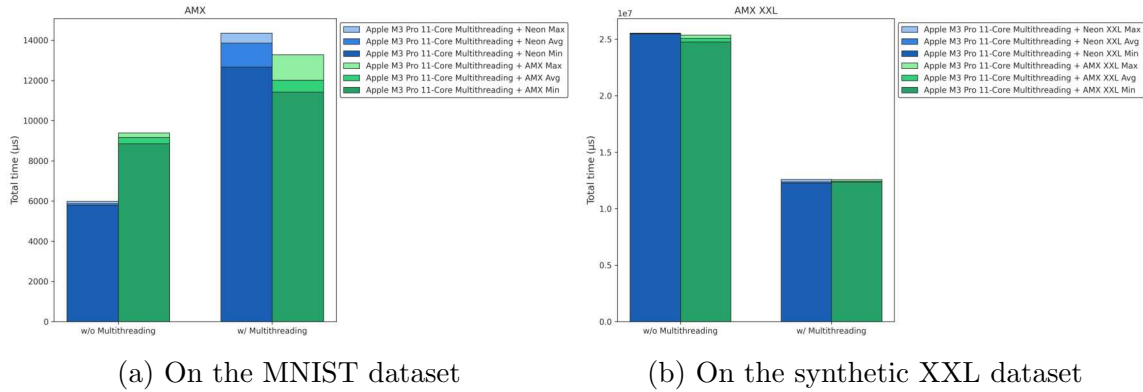 AMX
Total time (µs)
14000
12000
10000
8000
6000
4000
2000
0
w/o Multithreading
w/ Multithreading
Apple M3 Pro 11-Core Multithreading + Neon Max
Apple M3 Pro 11-Core Multithreading + Neon Avg
Apple M3 Pro 11-Core Multithreading + Neon Min
Apple M3 Pro 11-Core Multithreading + AMX Max
Apple M3 Pro 11-Core Multithreading + AMX Avg
Apple M3 Pro 11-Core Multithreading + AMX Min
(a) On the MNIST dataset
AMX XXL
1e7
Total time (µs)
2.5
2.0
1.5
1.0
0.5
0.0
w/o Multithreading
w/ Multithreading
Apple M3 Pro 11-Core Multithreading + Neon XXL Max
Apple M3 Pro 11-Core Multithreading + Neon XXL Avg
Apple M3 Pro 11-Core Multithreading + Neon XXL Min
Apple M3 Pro 11-Core Multithreading + AMX XXL Max
Apple M3 Pro 11-Core Multithreading + AMX XXL Avg
Apple M3 Pro 11-Core Multithreading + AMX XXL Min
(b) On the synthetic XXL dataset